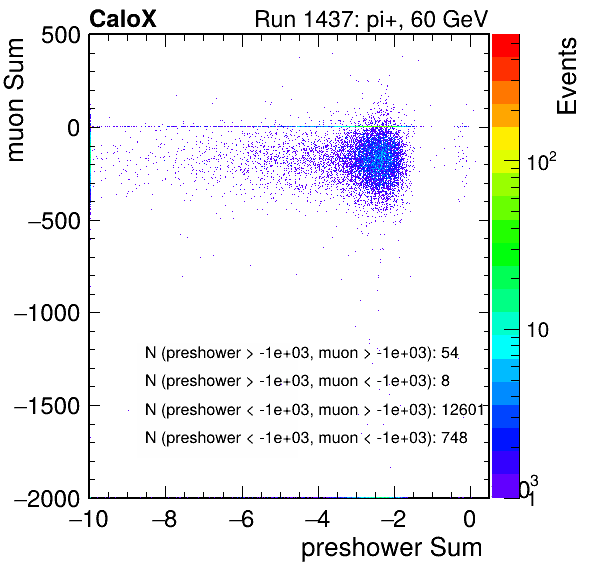 CaloX Run 1437: pi+, 60 GeV
muon Sum
Events
500
0
−500
−1000
−1500
−2000
10²
10
1
N (preshower > -1e+03, muon > -1e+03): 54
N (preshower > -1e+03, muon < -1e+03): 8
N (preshower < -1e+03, muon > -1e+03): 12601
N (preshower < -1e+03, muon < -1e+03): 748
−10 −8 −6 −4 −2 0
preshower Sum